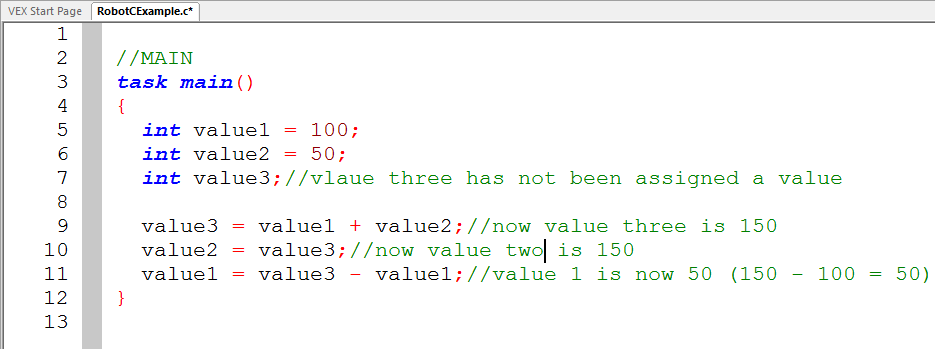 VEX Start Page RobotCExample.c*
1
2 //MAIN
3 task main()
4 {
5 int value1 = 100;
6 int value2 = 50;
7 int value3;//vlaue three has not been assigned a value
8
9 value3 = value1 + value2;//now value three is 150
10 value2 = value3;//now value two is 150
11 value1 = value3 - value1;//value 1 is now 50 (150 - 100 = 50)
12 }
13